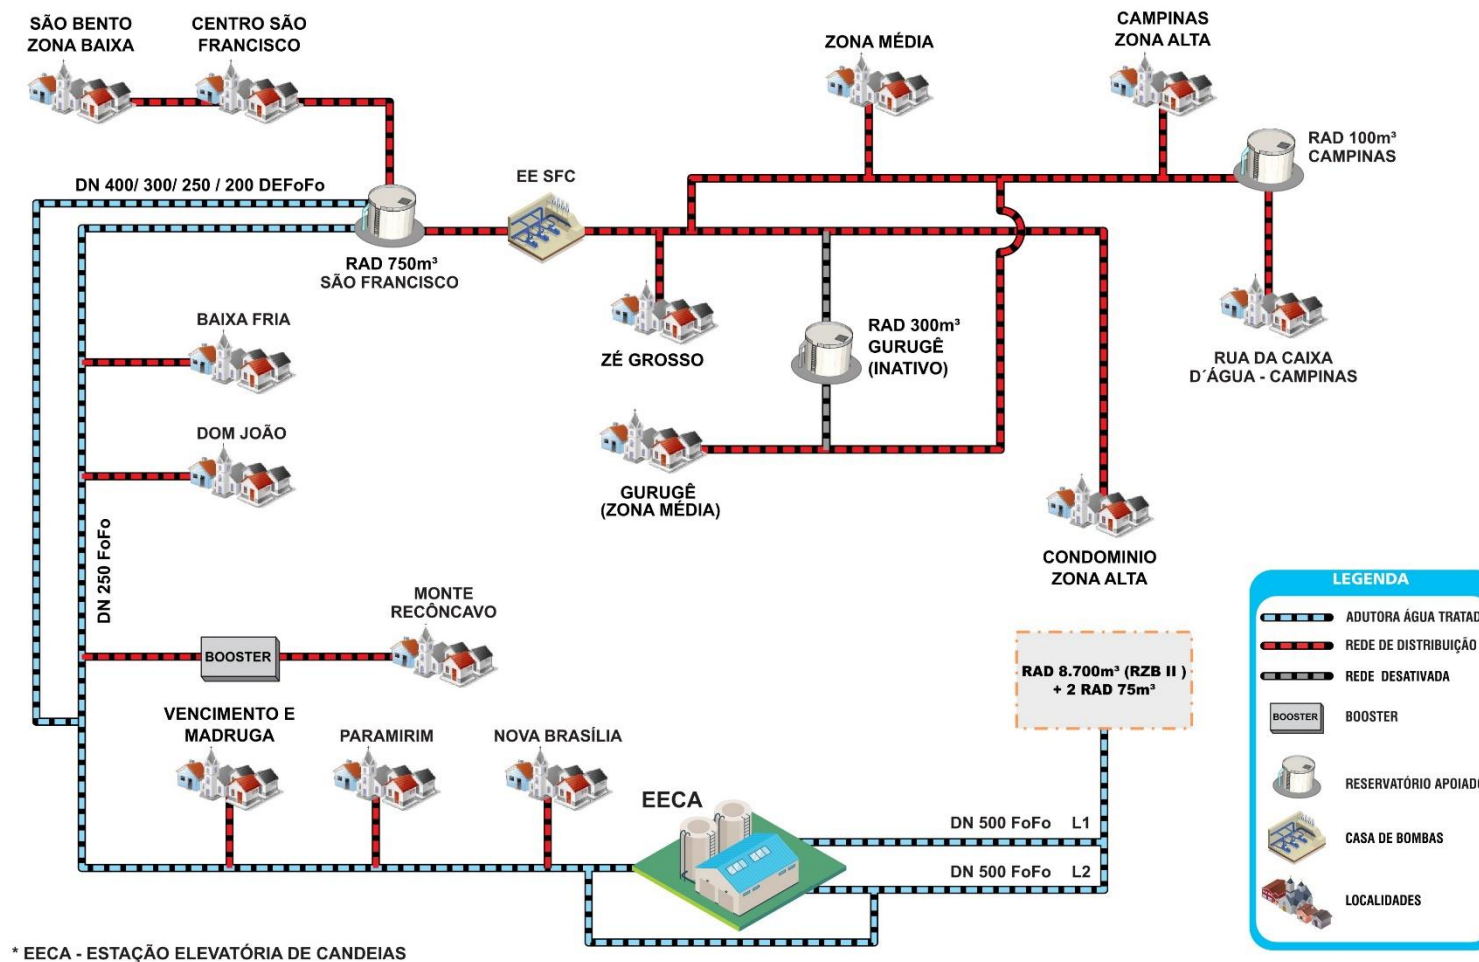 SÃO BENTO
ZONA BAIXA
CENTRO SÃO
FRANCISCO
ZONA MÉDIA
CAMPINAS
ZONA ALTA
RAD 100m³
CAMPINAS
DN 400/ 300/ 250 / 200 DEFoFo
EE SFC
RAD 750m³
SÃO FRANCISCO
BAIXA FRIA
ZÉ GROSSO
RAD 300m³
GURUGÊ
(INATIVO)
RUA DA CAIXA
D´ÁGUA - CAMPINAS
DOM JOÃO
GURUGÊ
(ZONA MÉDIA)
DN 250 FoFo
CONDOMINIO
ZONA ALTA
MONTE
RECÔNCAVO
BOOSTER
RAD 8.700m³ (RZB II )
+ 2 RAD 75m³
VENCIMENTO E
MADRUGA
PARAMIRIM
NOVA BRASÍLIA
EECA
DN 500 FoFo L1
DN 500 FoFo L2
LEGENDA
ADUTORA ÁGUA TRATAD
REDE DE DISTRIBUIÇÃO
REDE DESATIVADA
BOOSTER
BOOSTER
RESERVATÓRIO APOIADO
CASA DE BOMBAS
LOCALIDADES
* EECA - ESTAÇÃO ELEVATÓRIA DE CANDEIAS